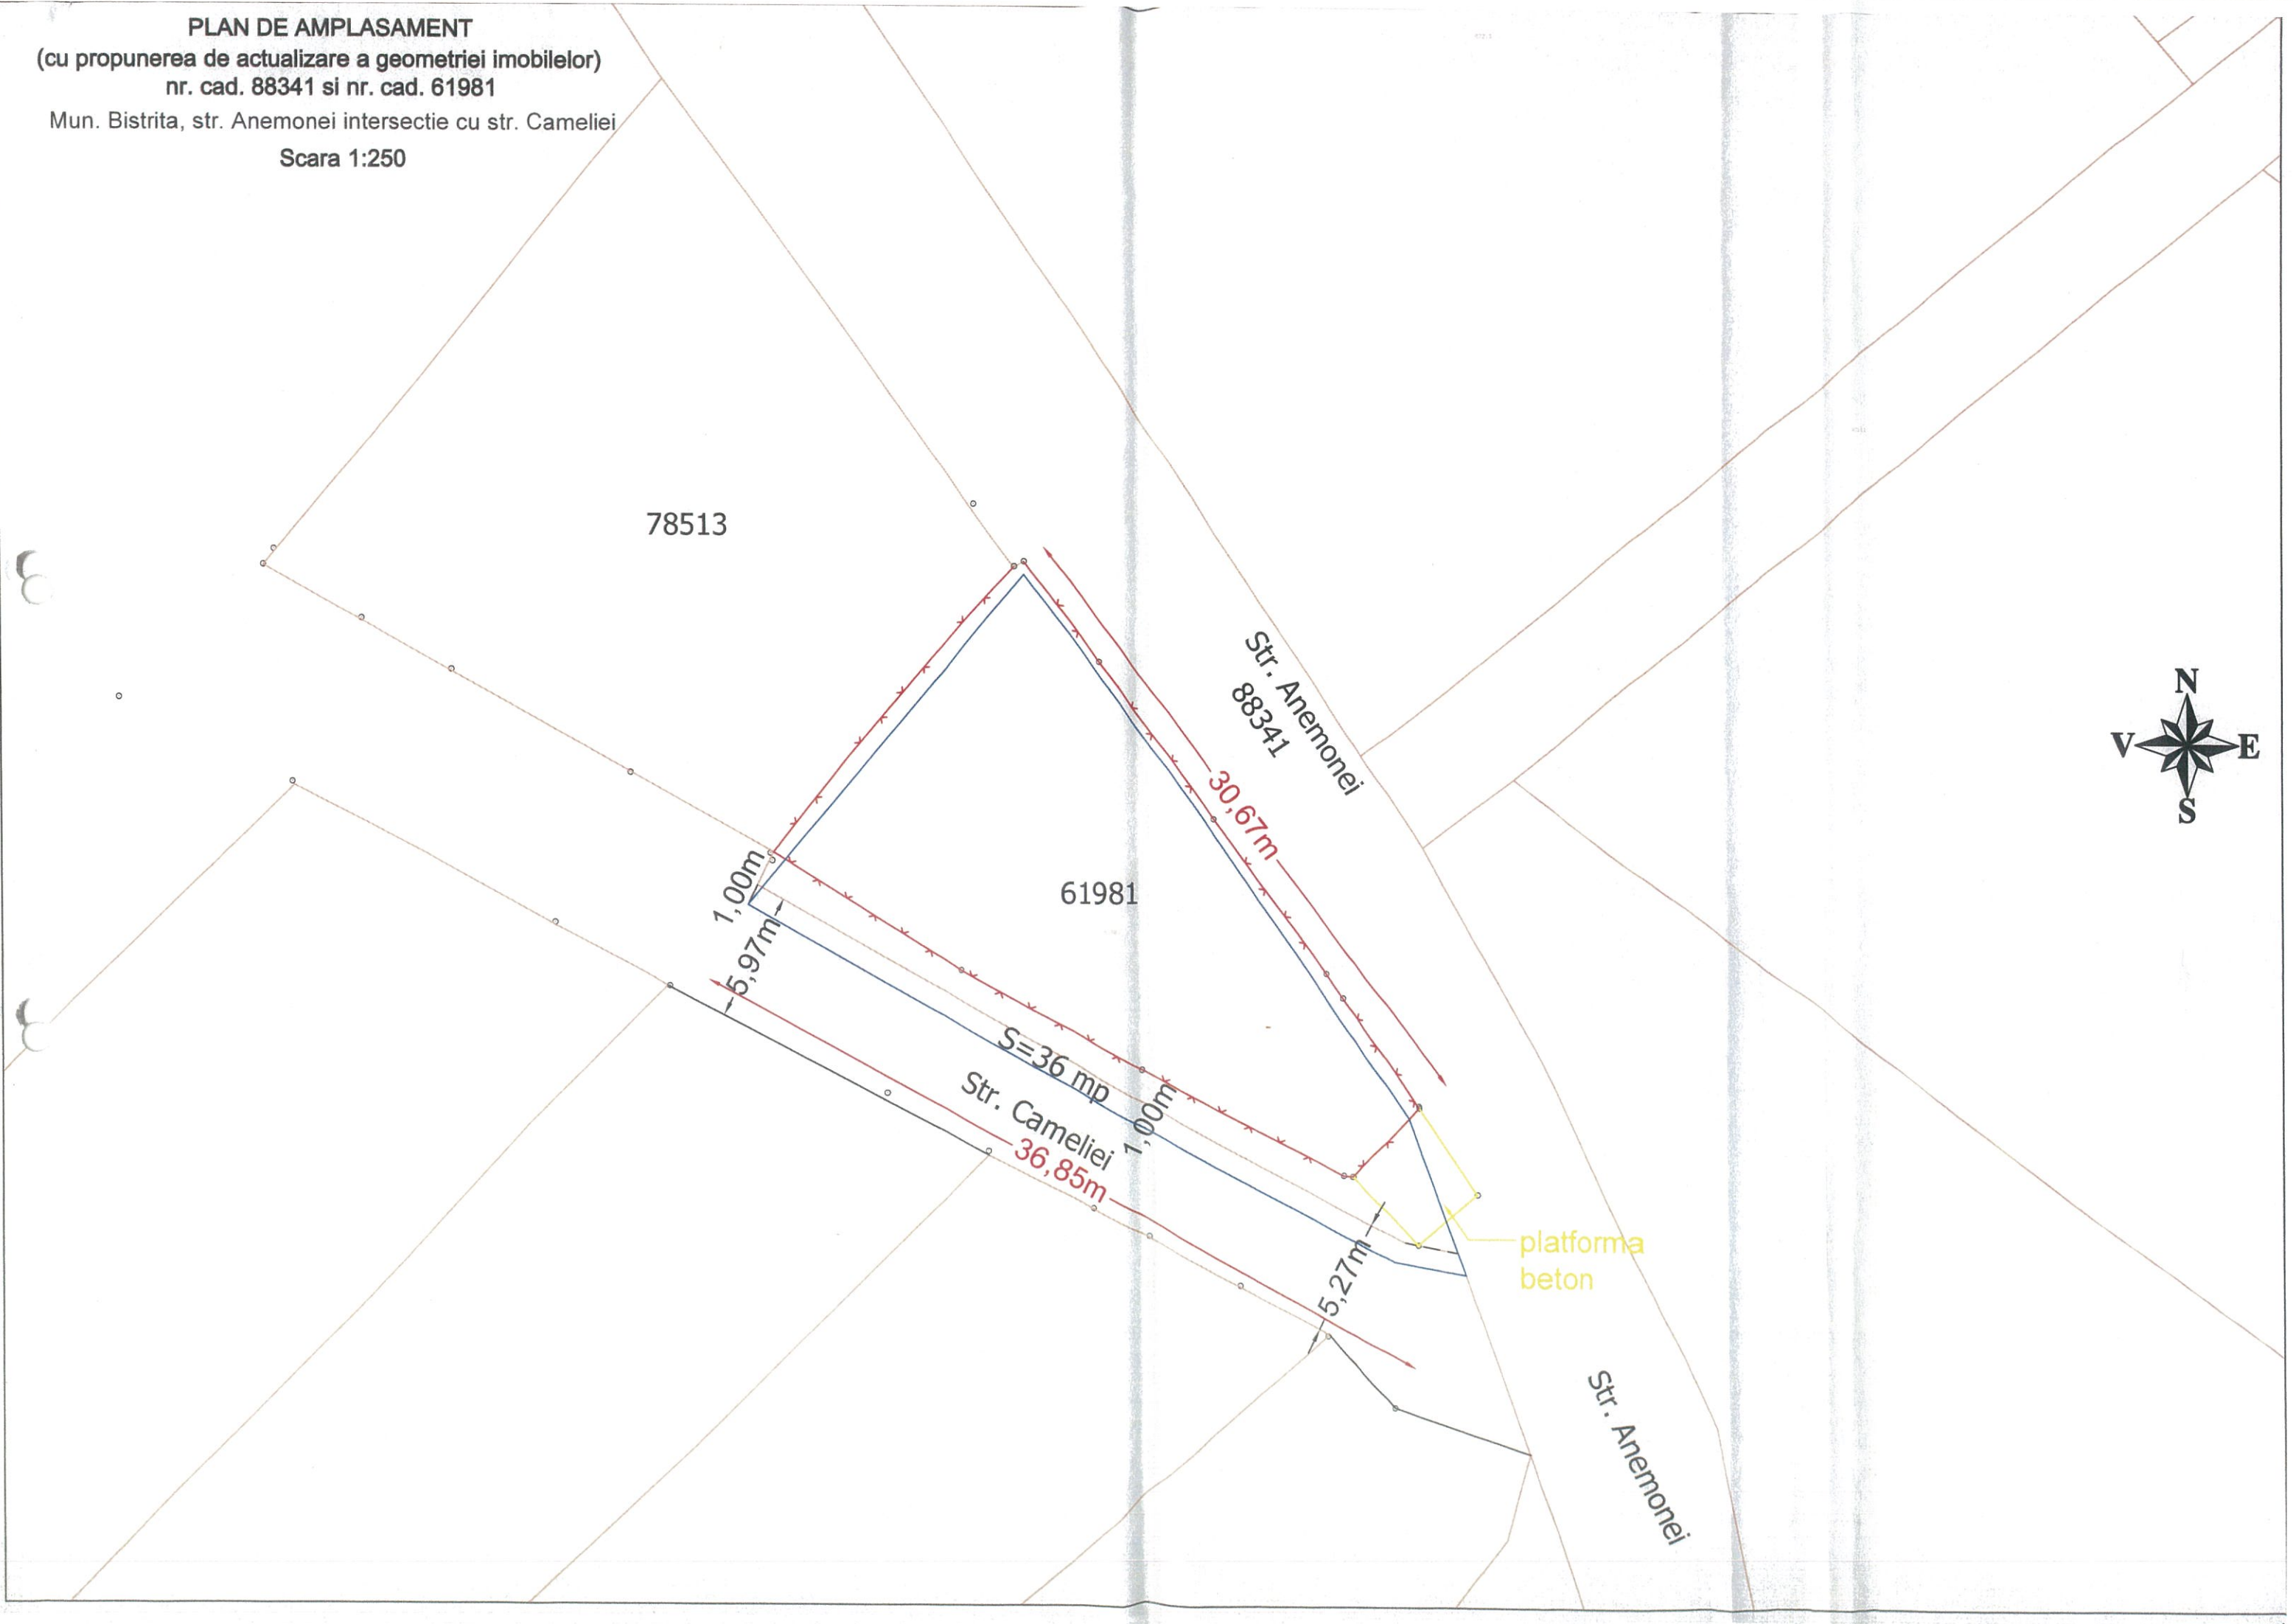 PLAN DE AMPLASAMENT
(cu propunerea de actualizare a geometriei imobilelor)
nr. cad. 88341 si nr. cad. 61981
Mun. Bistrita, str. Anemonei intersectie cu str. Cameliei
Scara 1:250
78513
Str. Anemonei
88341
30,67m
N
V
E
S
61981
1,00m
5,97m
S=36 mp
Str. Cameliei
1,00m
36,85m
5,27m
platforma
beton
Str. Anemonei